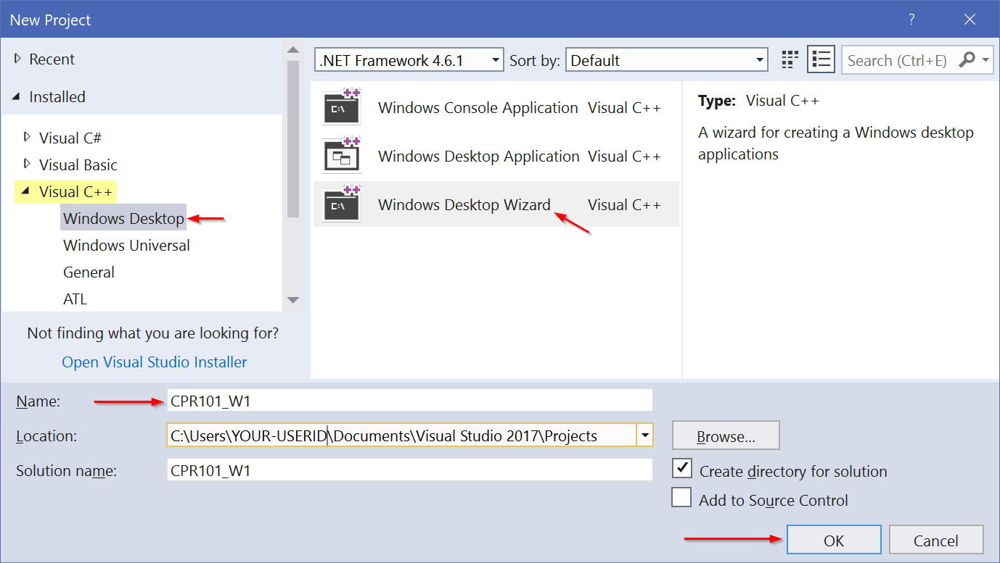 New Project
?
Recent
Installed
Visual C#
Visual Basic
Visual C++
Windows Desktop
Windows Universal
General
ATL
Not finding what you are looking for?
Open Visual Studio Installer
.NET Framework 4.6.1 Sort by: Default Search (Ctrl+E)
C:\ Windows Console Application Visual C++
Windows Desktop Application Visual C++
C:\ Windows Desktop Wizard Visual C++
Type: Visual C++
A wizard for creating a Windows desktop
applications
Name: CPR101_W1
Location: C:\Users\YOUR-USERID\Documents\Visual Studio 2017\Projects Browse...
Solution name: CPR101_W1
Create directory for solution
Add to Source Control
OK Cancel